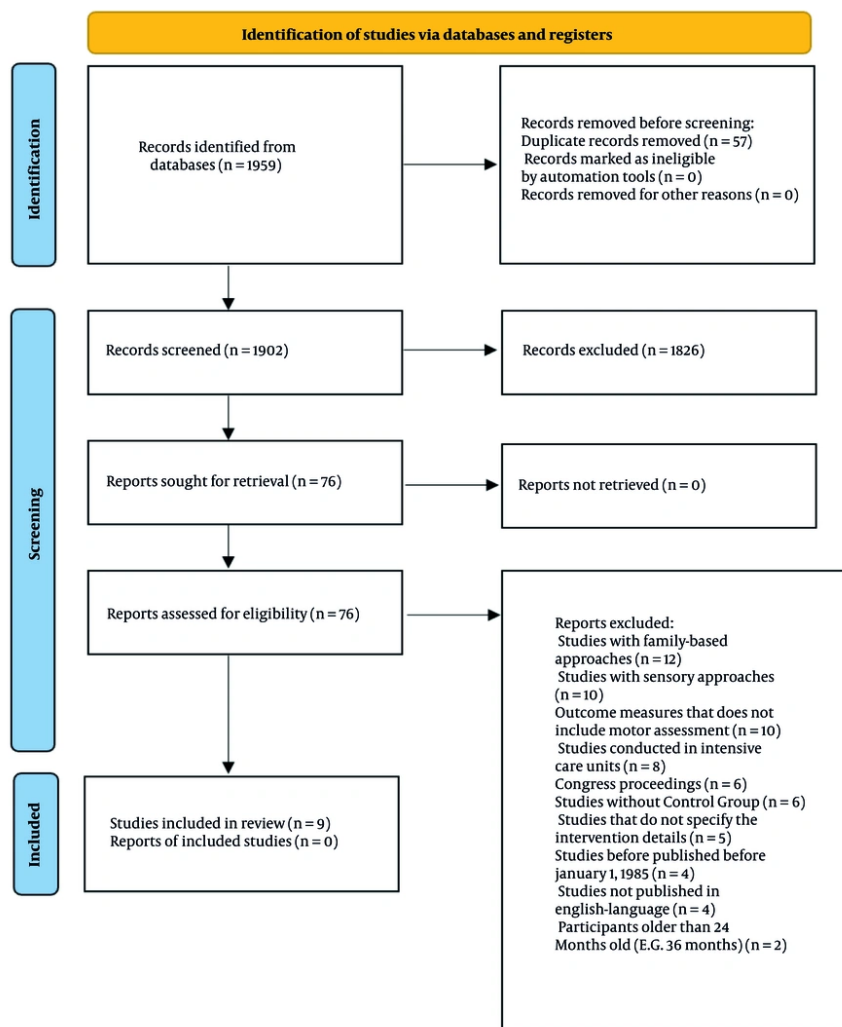 Identification of studies via databases and registers
Identification
Records identified from
databases (n = 1959)
Records removed before screening:
Duplicate records removed (n = 57)
Records marked as ineligible
by automation tools (n = 0)
Records removed for other reasons (n = 0)
Screening
Records screened (n = 1902)
Records excluded (n = 1826)
Reports sought for retrieval (n = 76)
Reports not retrieved (n = 0)
Reports assessed for eligibility (n = 76)
Reports excluded:
Studies with family-based
approaches (n = 12)
Studies with sensory approaches
(n = 10)
Outcome measures that does not
include motor assessment (n = 10)
Studies conducted in intensive
care units (n = 8)
Congress proceedings (n = 6)
Studies without Control Group (n = 6)
Studies that do not specify the
intervention details (n = 5)
Studies before published before
january 1, 1985 (n = 4)
Studies not published in
english-language (n = 4)
Participants older than 24
Months old (E.G. 36 months) (n = 2)
Included
Studies included in review (n = 9)
Reports of included studies (n = 0)